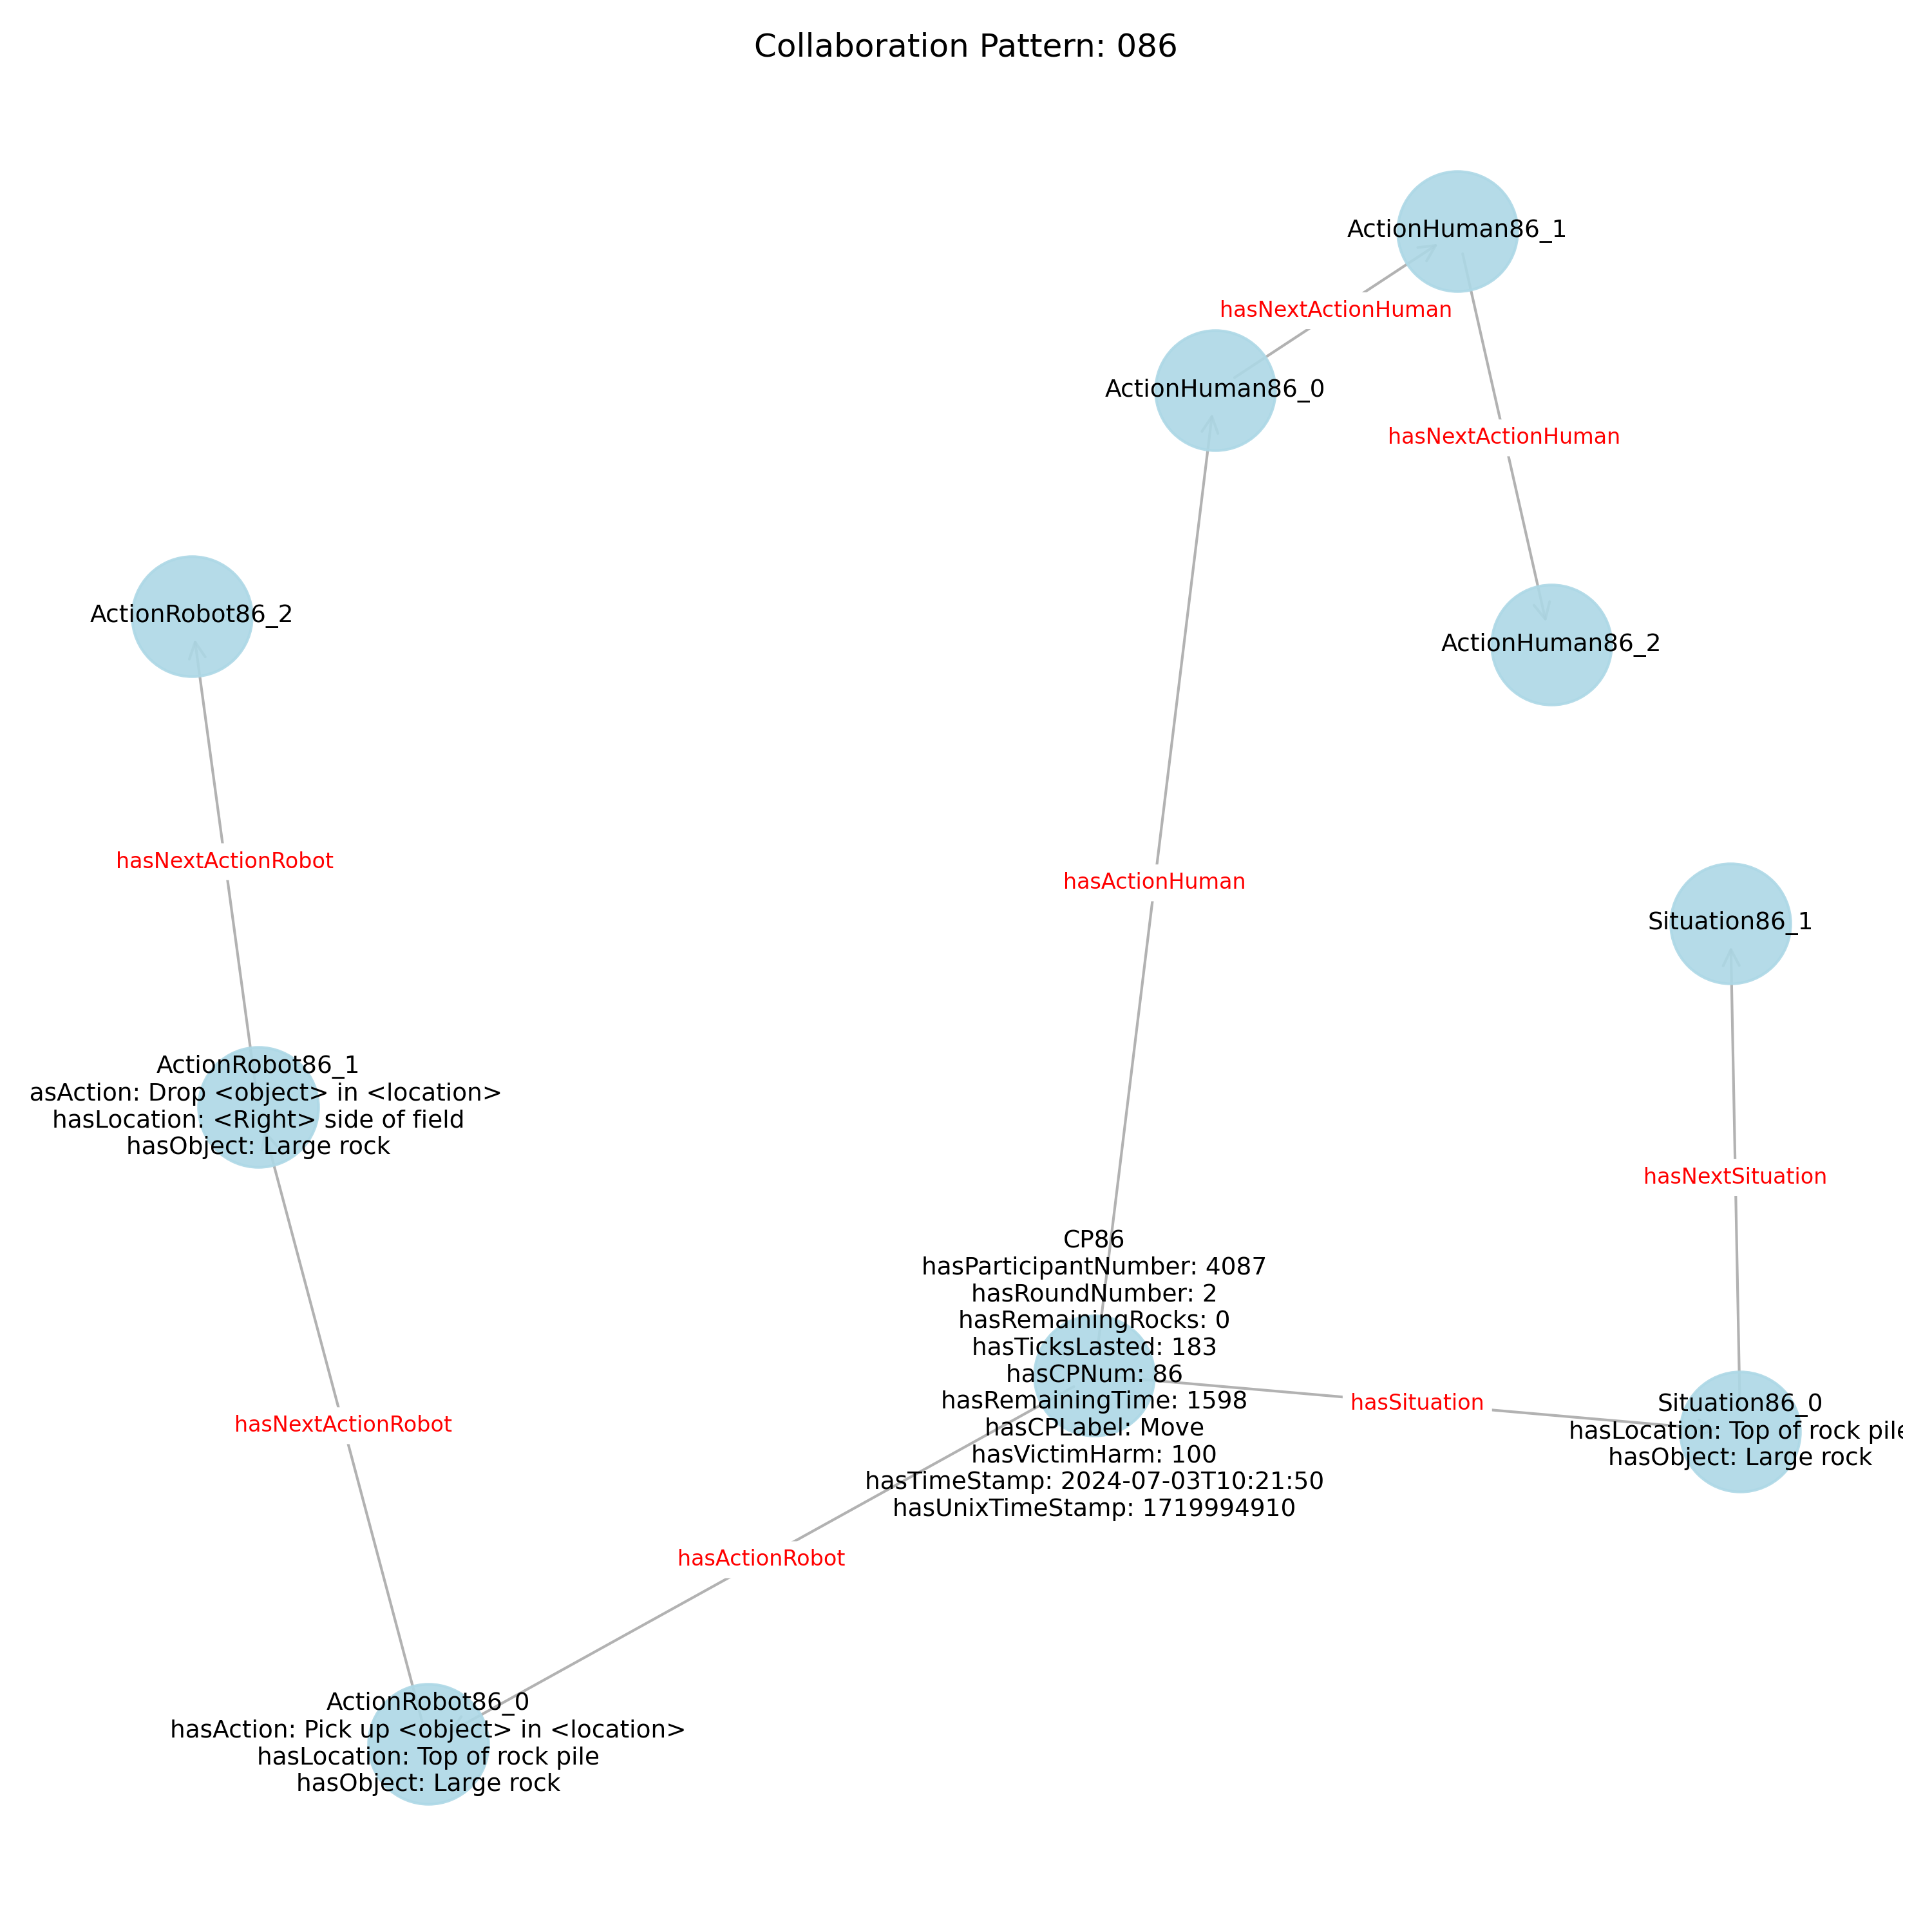 Collaboration Pattern: 086
ActionHuman86_1
hasNextActionHuman
ActionHuman86_0
hasNextActionHuman
ActionRobot86_2
ActionHuman86_2
hasNextActionRobot
hasActionHuman
Situation86_1
ActionRobot86_1
asAction: Drop <object> in <location>
hasLocation: <Right> side of field
hasObject: Large rock
hasNextSituation
CP86
hasParticipantNumber: 4087
hasRoundNumber: 2
hasRemainingRocks: 0
hasTicksLasted: 183
hasCPNum: 86
hasRemainingTime: 1598
hasCPLabel: Move
hasVictimHarm: 100
hasTimeStamp: 2024-07-03T10:21:50
hasUnixTimeStamp: 1719994910
hasSituation
Situation86_0
hasLocation: Top of rock pile
hasObject: Large rock
hasNextActionRobot
hasActionRobot
ActionRobot86_0
hasAction: Pick up <object> in <location>
hasLocation: Top of rock pile
hasObject: Large rock